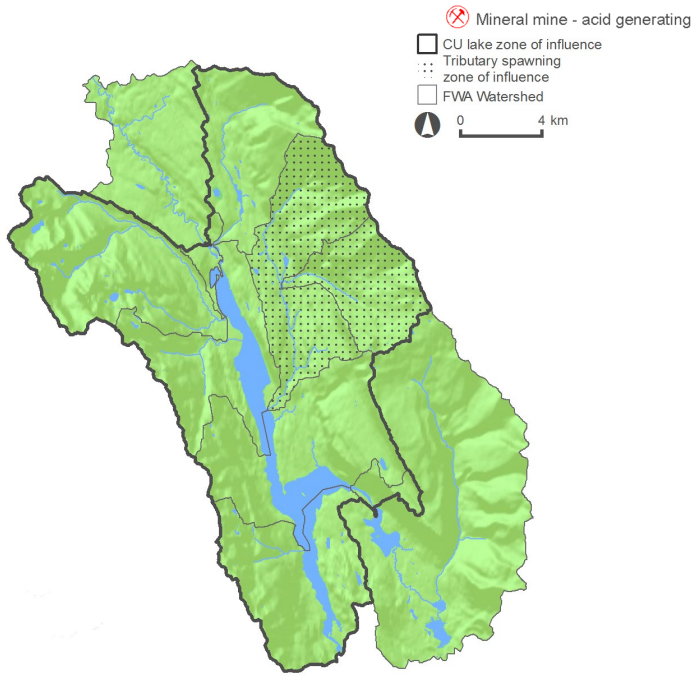 Mineral mine - acid generating
CU lake zone of influence
Tributary spawning
zone of influence
FWA Watershed
0 4 km